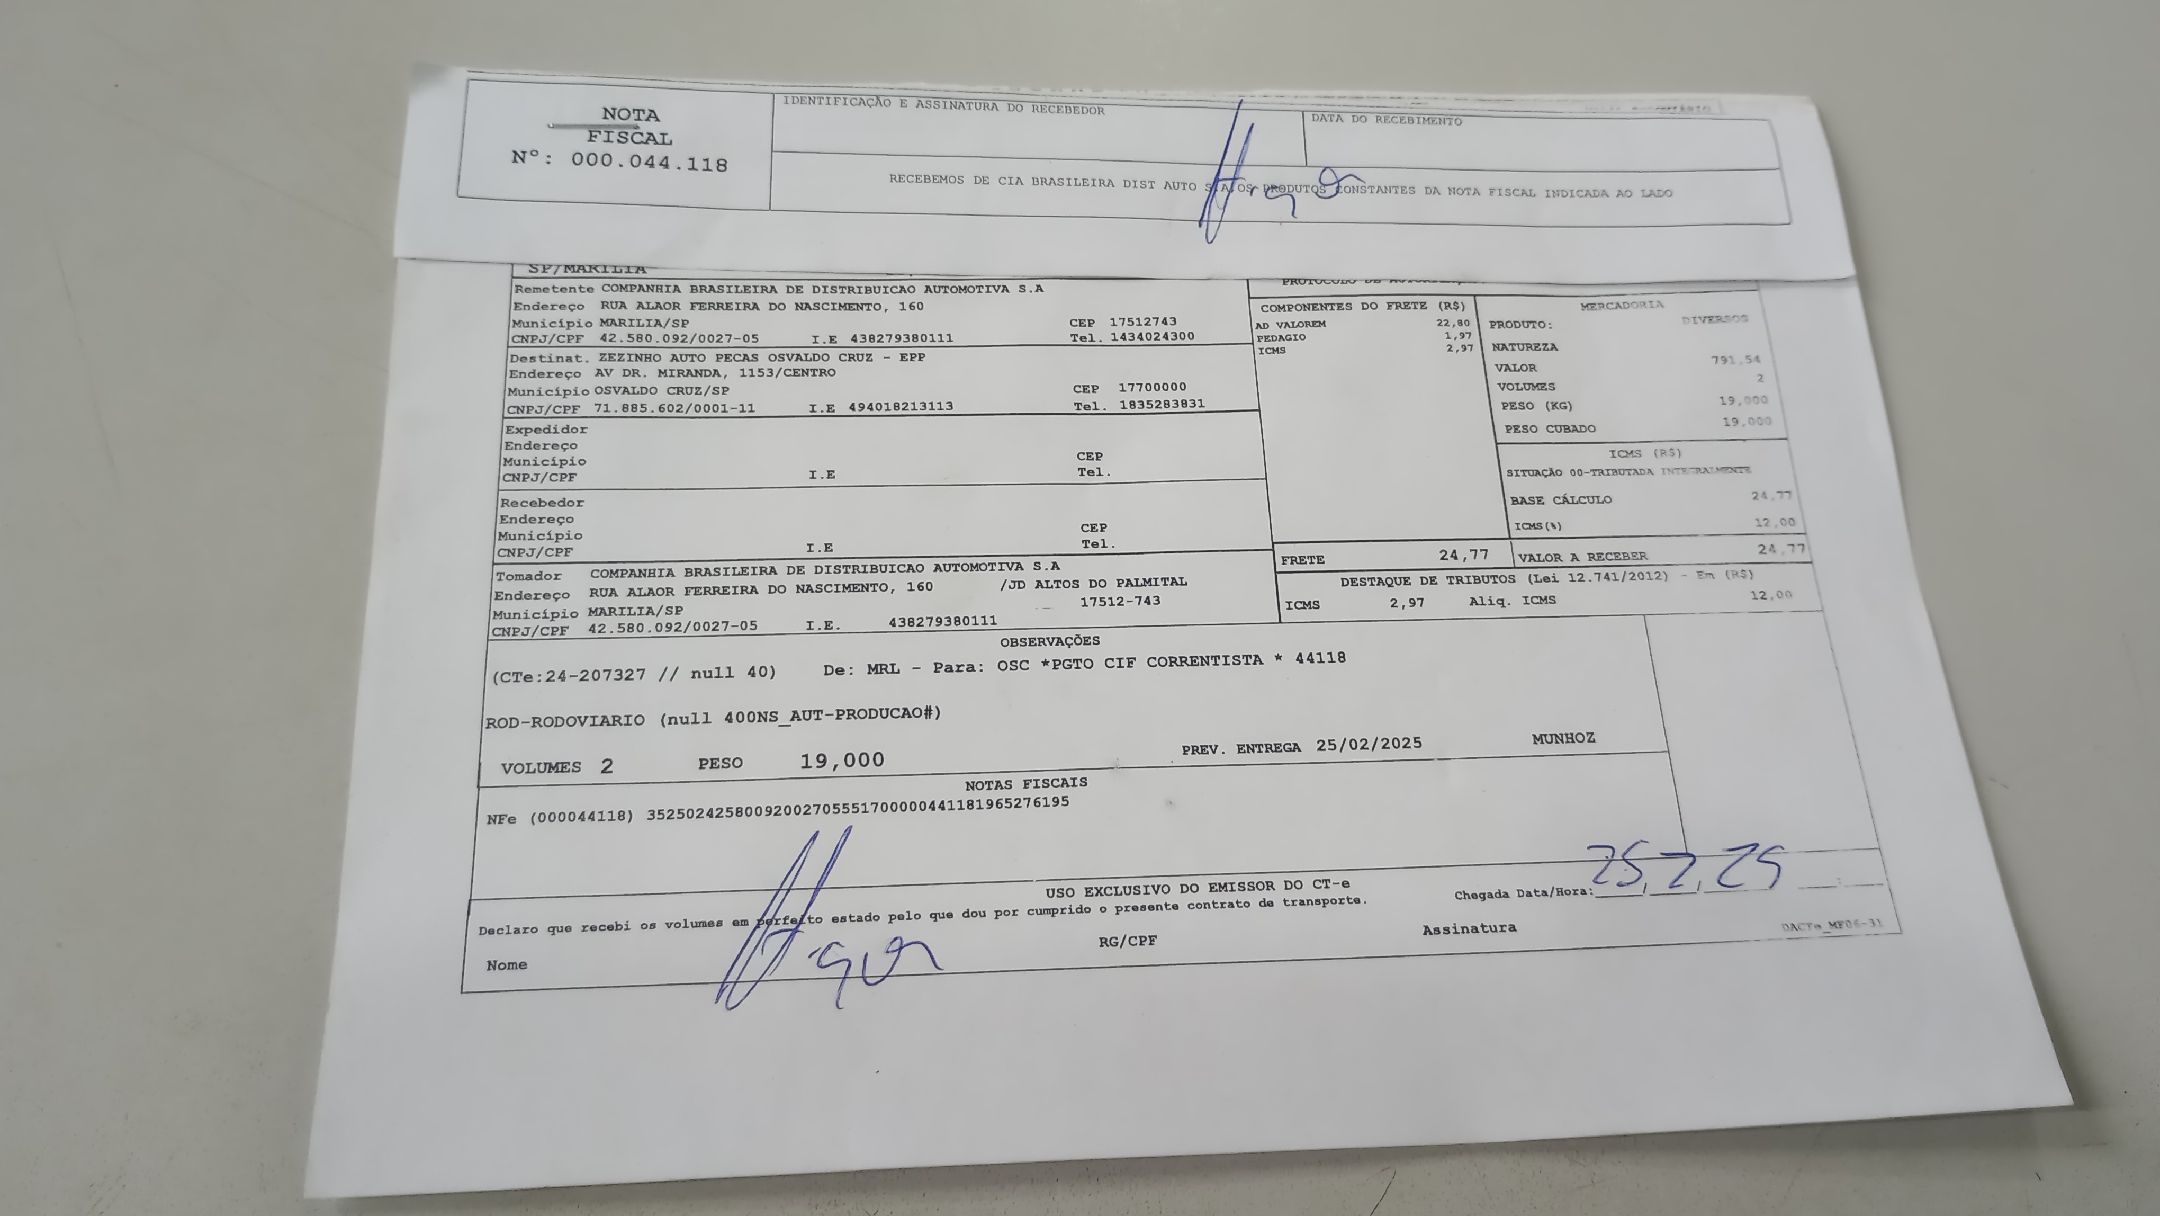 NOTA
FISCAL
Nº: 000.044.118
IDENTIFICAÇÃO E ASSINATURA DO RECEBEDOR
DATA DO RECEBIMENTO
RECEBEMOS DE CIA BRASILEIRA DIST AUTO S.A. OS PRODUTOS CONSTANTES DA NOTA FISCAL INDICADA AO LADO
SP/MARILIA
Remetente COMPANHIA BRASILEIRA DE DISTRIBUICAO AUTOMOTIVA S.A
Endereço RUA ALAOR FERREIRA DO NASCIMENTO, 160
Município MARILIA/SP CEP 17512743
CNPJ/CPF 42.580.092/0027-05 I.E 438279380111 Tel. 1434024300
Destinat. ZEZINHO AUTO PECAS OSVALDO CRUZ - EPP
Endereço AV DR. MIRANDA, 1153/CENTRO
Município OSVALDO CRUZ/SP CEP 17700000
CNPJ/CPF 71.885.602/0001-11 I.E 494018213113 Tel. 1835283831
Expedidor
Endereço
Município CEP
CNPJ/CPF I.E Tel.
Recebedor
Endereço
Município CEP
CNPJ/CPF I.E Tel.
Tomador COMPANHIA BRASILEIRA DE DISTRIBUICAO AUTOMOTIVA S.A
Endereço RUA ALAOR FERREIRA DO NASCIMENTO, 160 /JD ALTOS DO PALMITAL
Município MARILIA/SP 17512-743
CNPJ/CPF 42.580.092/0027-05 I.E. 438279380111
COMPONENTES DO FRETE (R$)
AD VALOREM 22,80
PEDAGIO 1,97
ICMS 2,97
MERCADORIA
PRODUTO: DIVERSOS
NATUREZA
VALOR 791,54
VOLUMES 2
PESO (KG) 19,000
PESO CUBADO 19,000
ICMS (R$)
SITUAÇÃO 00-TRIBUTADA INTEGRALMENTE
BASE CÁLCULO 24,77
ICMS(%) 12,00
FRETE 24,77 VALOR A RECEBER 24,77
DESTAQUE DE TRIBUTOS (Lei 12.741/2012) - Em (R$)
ICMS 2,97 Aliq. ICMS 12,00
OBSERVAÇÕES
(CTe:24-207327 // null 40) De: MRL - Para: OSC *PGTO CIF CORRENTISTA * 44118
ROD-RODOVIARIO (null 400NS_AUT-PRODUCAO#)
VOLUMES 2 PESO 19,000 PREV. ENTREGA 25/02/2025 MUNHOZ
NOTAS FISCAIS
NFe (000044118) 35250242580092002705551700000441181965276195
USO EXCLUSIVO DO EMISSOR DO CT-e
Declaro que recebi os volumes em perfeito estado pelo que dou por cumprido o presente contrato de transporte.
Chegada Data/Hora: 25/2/25
Nome RG/CPF Assinatura
DACTe_MF06-31